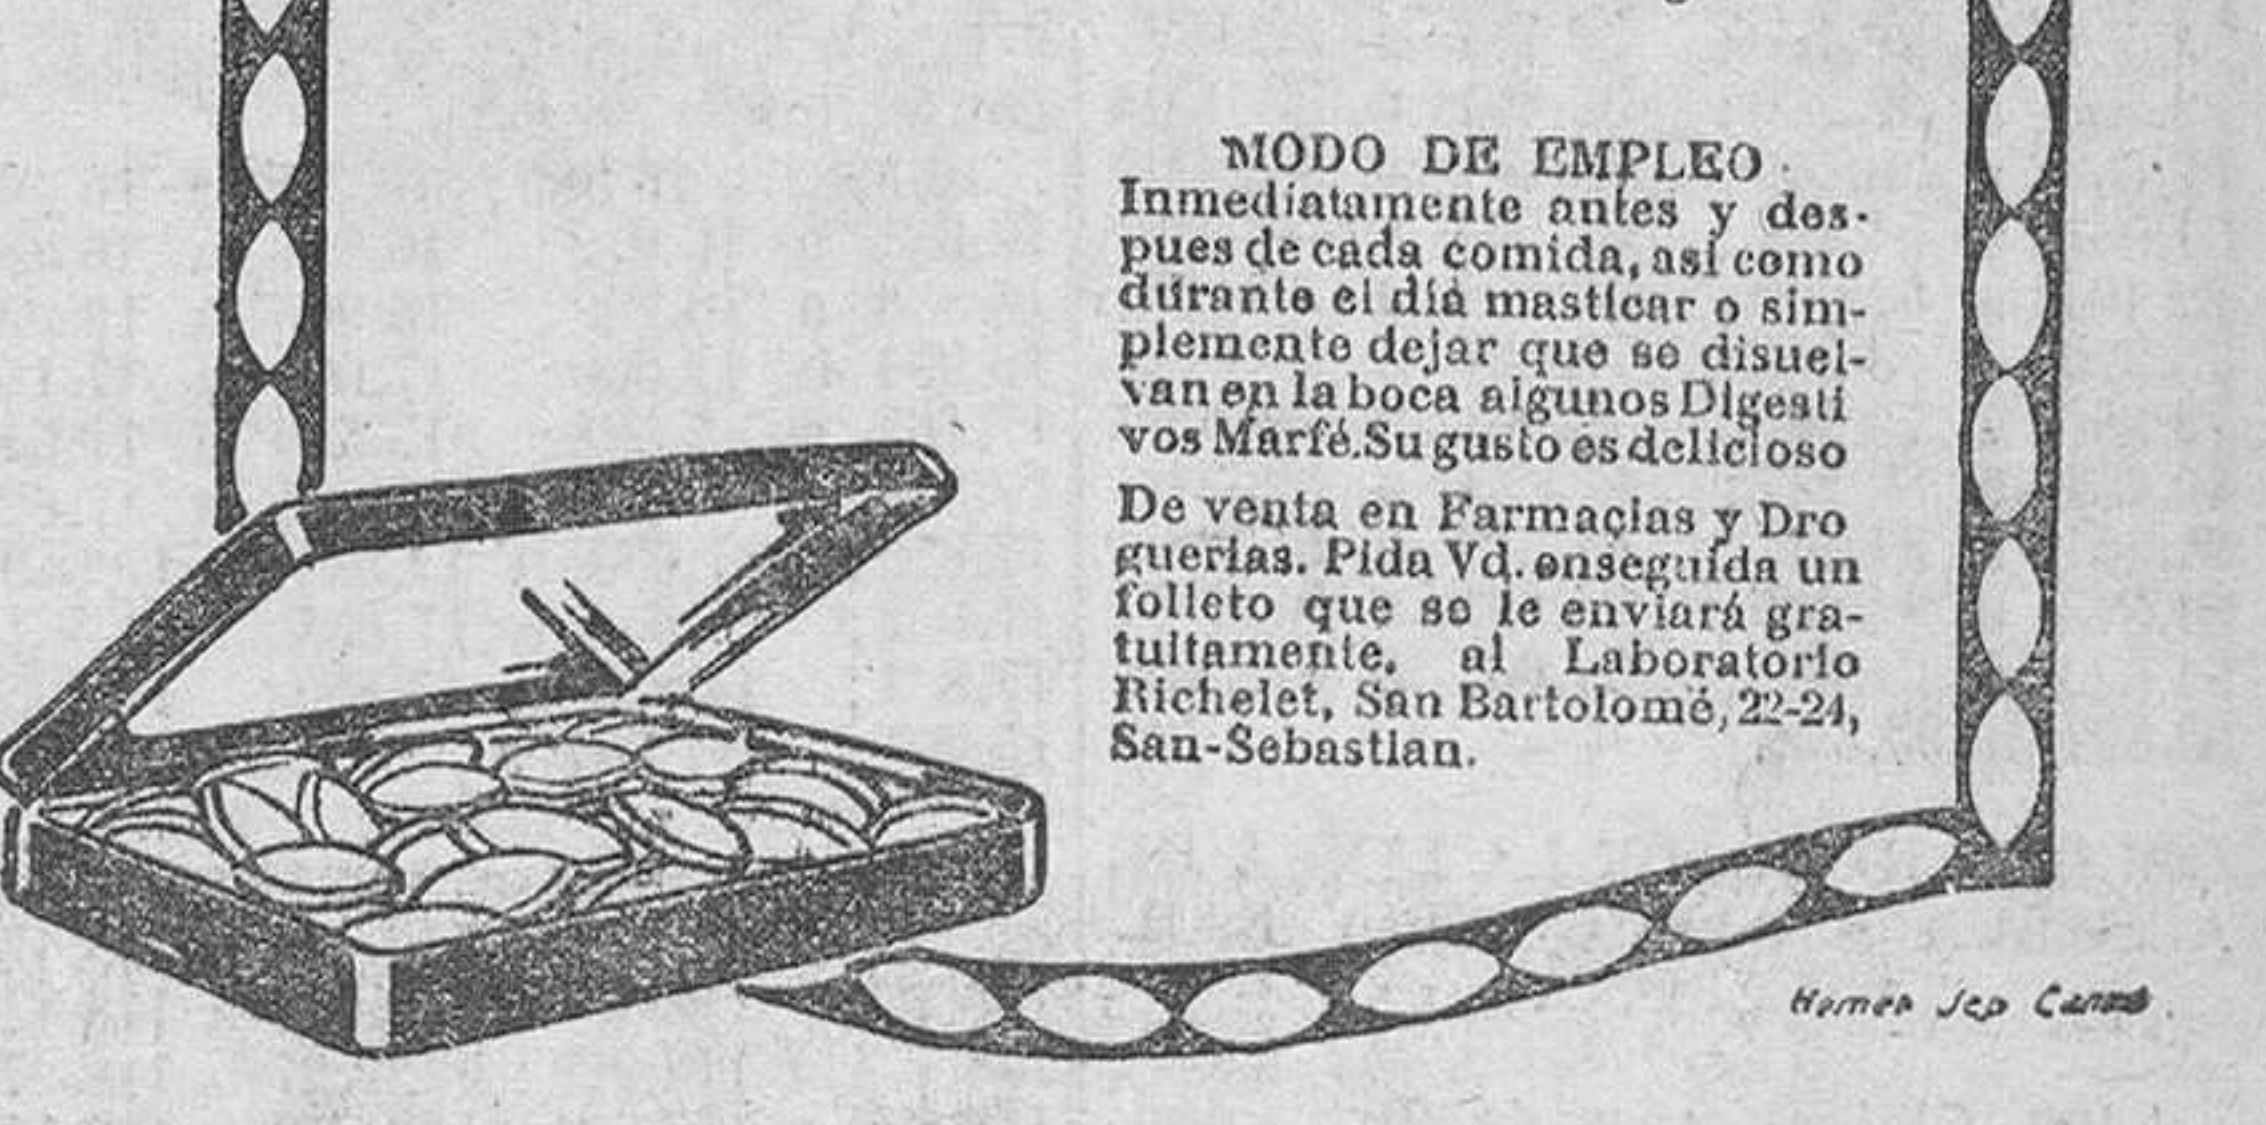 MODO DE EMPLEO
Inmediatamente antes y des-
pues de cada comida, así como
durante el día masticar o sim-
plemente dejar que se disuel-
van en la boca algunos Digesti
vos Marfé. Su gusto es delicioso
De venta en Farmacias y Dro
guerías. Pida Vd. enseguida un
folleto que se le enviará gra-
tuitamente, al Laboratorio
Richelet, San Bartolomé, 22-24,
San-Sebastian.